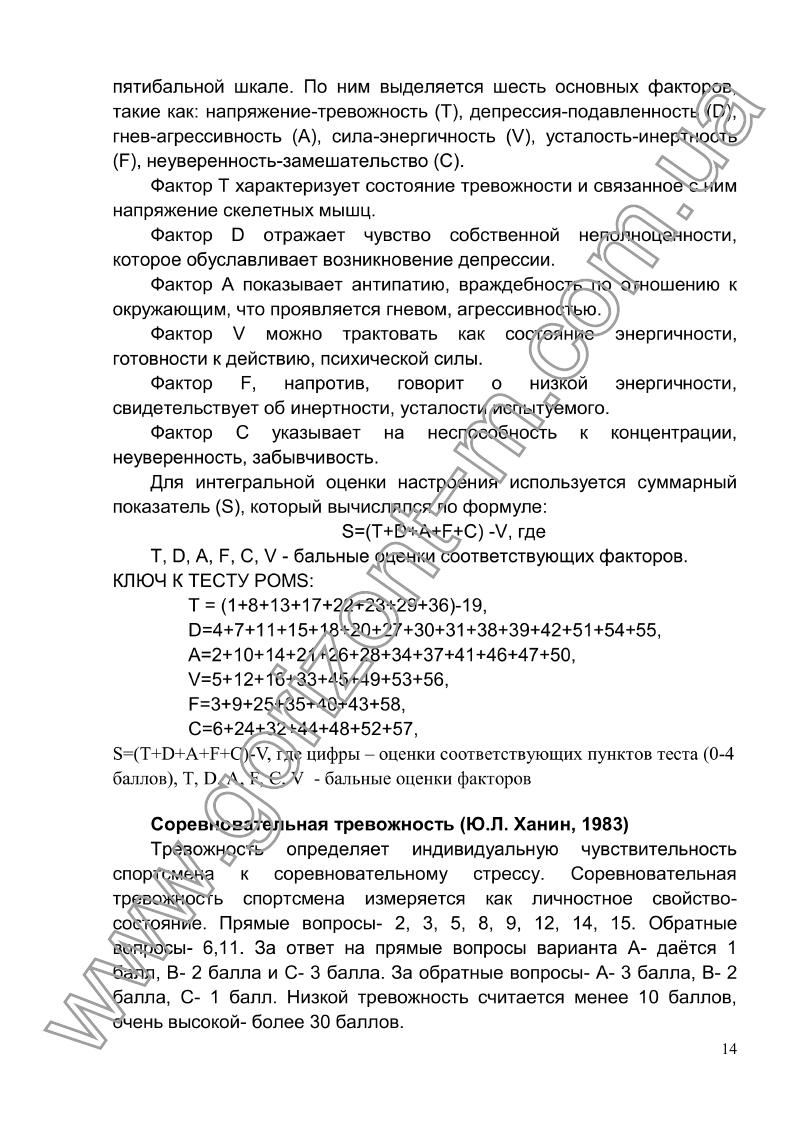 пятибальной шкале. По ним выделяется шесть основных факторов,
такие как: напряжение-тревожность (T), депрессия-подавленность (D),
гнев-агрессивность (A), сила-энергичность (V), усталость-инертность
(F), неуверенность-замешательство (C).
Фактор T характеризует состояние тревожности и связанное с ним
напряжение скелетных мышц.
Фактор D отражает чувство собственной неполноценности,
которое обуславливает возникновение депрессии.
Фактор A показывает антипатию, враждебность по отношению к
окружающим, что проявляется гневом, агрессивностью.
Фактор V можно трактовать как состояние энергичности,
готовности к действию, психической силы.
Фактор F, напротив, говорит о низкой энергичности,
свидетельствует об инертности, усталости испытуемого.
Фактор C указывает на неспособность к концентрации,
неуверенность, забывчивость.
Для интегральной оценки настроения используется суммарный
показатель (S), который вычислялся по формуле:
S=(T+D+A+F+C) -V, где
T, D, A, F, C, V - бальные оценки соответствующих факторов.
КЛЮЧ К ТЕСТУ POMS:
T = (1+8+13+17+22+23+29+36)-19,
D=4+7+11+15+18+20+27+30+31+38+39+42+51+54+55,
A=2+10+14+21+26+28+34+37+41+46+47+50,
V=5+12+16+33+45+49+53+56,
F=3+9+25+35+40+43+58,
C=6+24+32+44+48+52+57,
S=(T+D+A+F+C)-V, где цифры – оценки соответствующих пунктов теста (0-4
баллов), T, D, A, F, C, V - бальные оценки факторов
Соревновательная тревожность (Ю.Л. Ханин, 1983)
Тревожность определяет индивидуальную чувствительность
спортсмена к соревновательному стрессу. Соревновательная
тревожность спортсмена измеряется как личностное свойство-
состояние. Прямые вопросы- 2, 3, 5, 8, 9, 12, 14, 15. Обратные
вопросы- 6,11. За ответ на прямые вопросы варианта А- даётся 1
балл, В- 2 балла и С- 3 балла. За обратные вопросы- А- 3 балла, В- 2
балла, С- 1 балл. Низкой тревожность считается менее 10 баллов,
очень высокой- более 30 баллов.
14
www.gorizont-m.com.ua